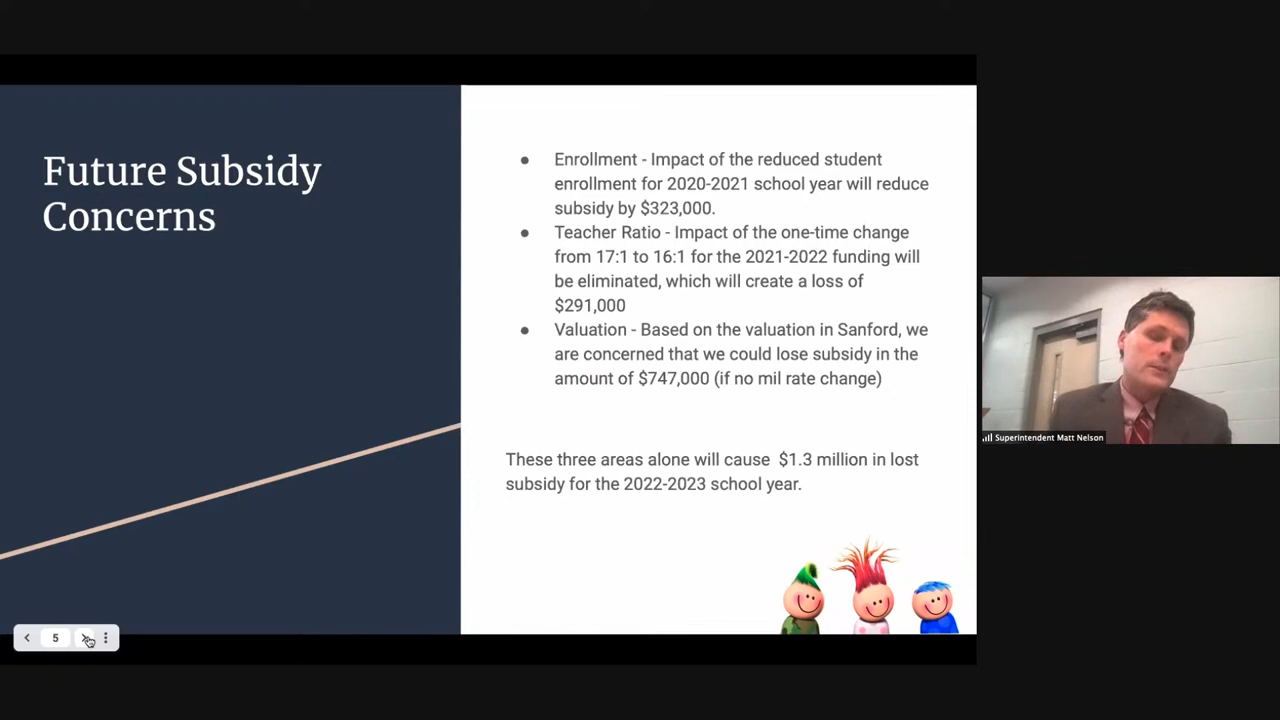 Future Subsidy
Concerns
● Enrollment - Impact of the reduced student
enrollment for 2020-2021 school year will reduce
subsidy by $323,000.
● Teacher Ratio - Impact of the one-time change
from 17:1 to 16:1 for the 2021-2022 funding will
be eliminated, which will create a loss of
$291,000
● Valuation - Based on the valuation in Sanford, we
are concerned that we could lose subsidy in the
amount of $747,000 (if no mil rate change)
These three areas alone will cause $1.3 million in lost
subsidy for the 2022-2023 school year.
5
Superintendent Matt Nelson